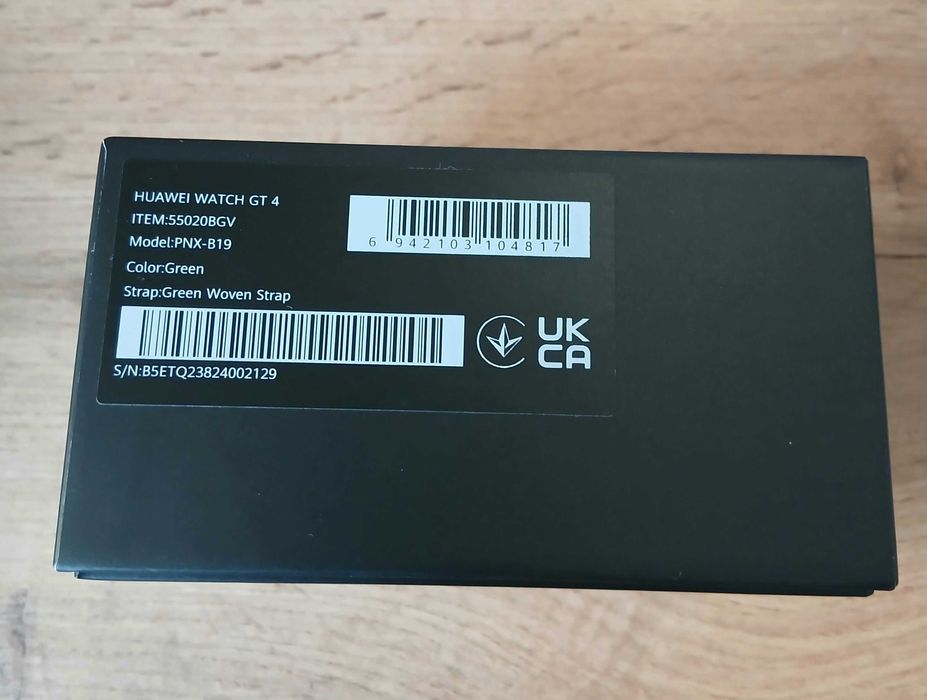 HUAWEI WATCH GT 4
ITEM:55020BGV
Model:PNX-B19
Color:Green
Strap:Green Woven Strap
6 942103 104817
S/N:B5ETQ23824002129
UK
CA